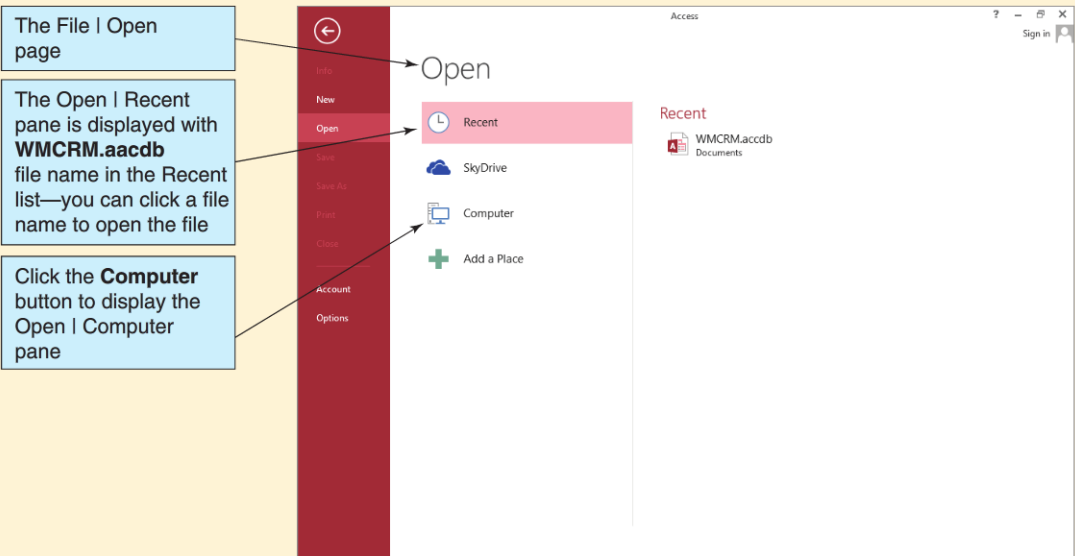 The File | Open
page
The Open | Recent
pane is displayed with
WMCRM.aacdb
file name in the Recent
list—you can click a file
name to open the file
Click the Computer
button to display the
Open | Computer
pane
Access
?
Sign in
Info
New
Open
Save
Save As
Print
Close
Account
Options
Open
Recent
SkyDrive
Computer
Add a Place
Recent
WMCRM.accdb
Documents